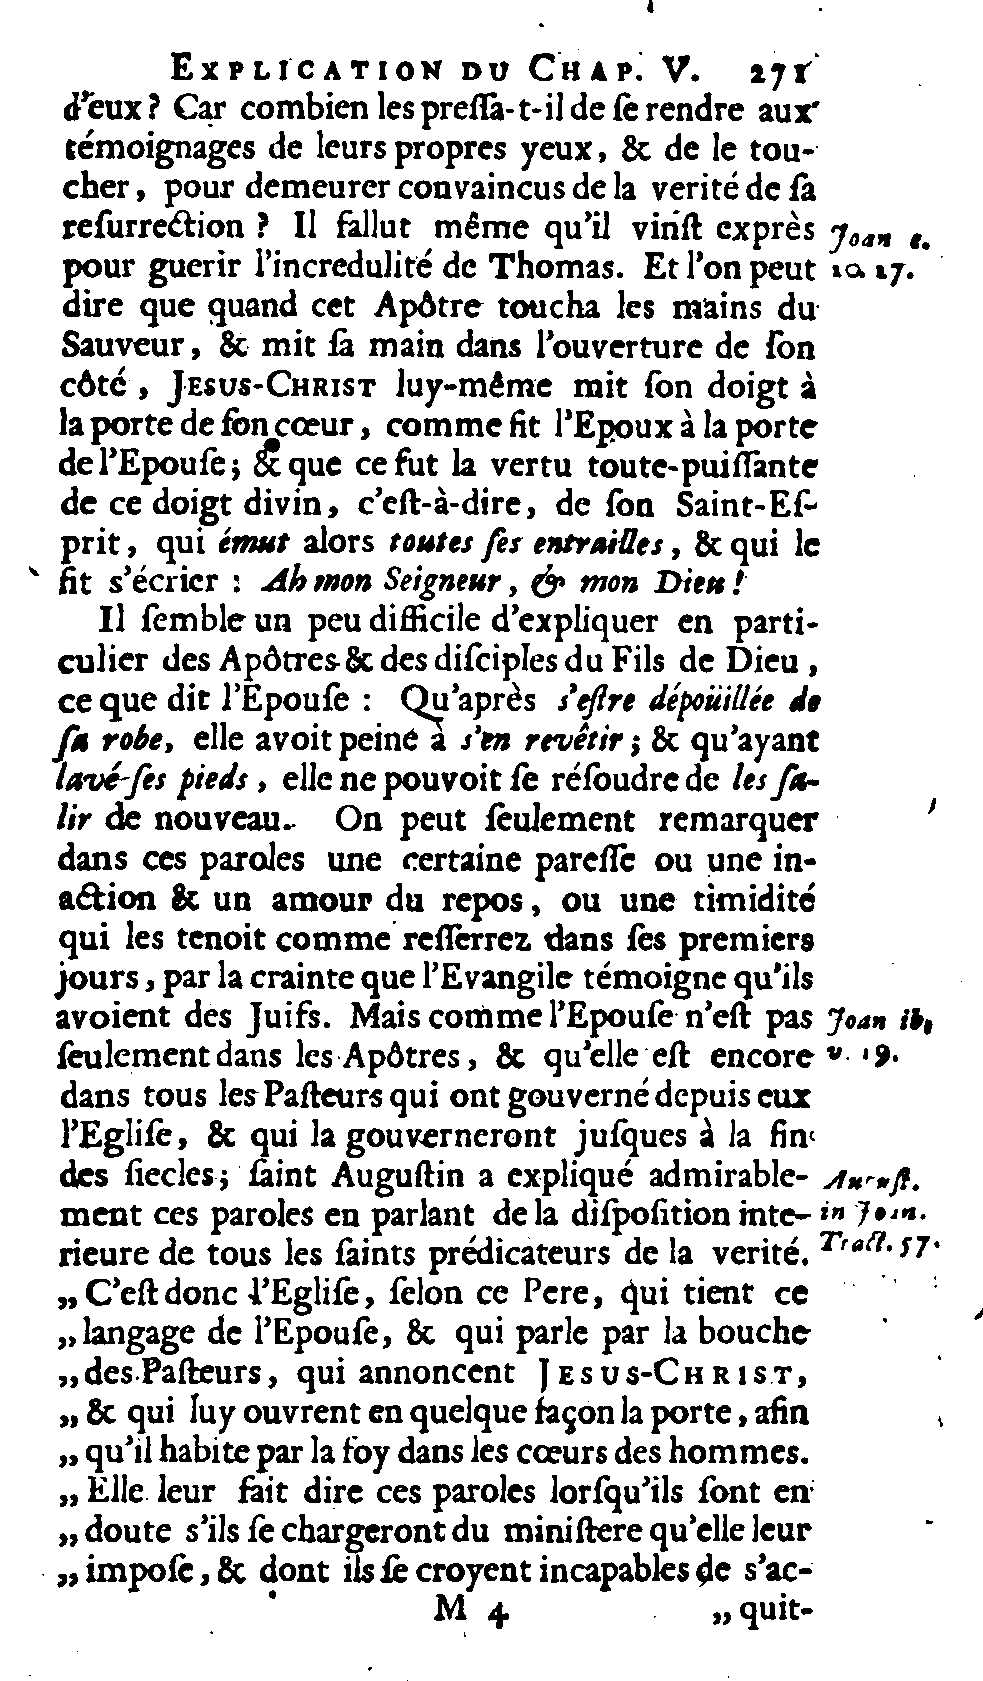 EXPLICATION DU CHAP. V. 271
d'eux? Car combien les preſſa-t-il de ſe rendre aux
témoignages de leurs propres yeux, & de le tou-
cher, pour demeurer convaincus de la verité de ſa
reſurrection? Il fallut même qu'il vinſt exprès
Joan c.
pour guerir l'incredulité de Thomas. Et l'on peut
20. 27.
dire que quand cet Apôtre toucha les mains du
Sauveur, & mit ſa main dans l'ouverture de ſon
côté, JESUS-CHRIST luy-même mit ſon doigt à
la porte de ſon cœur, comme fit l'Epoux à la porte
de l'Epouſe; & que ce fut la vertu toute-puiſſante
de ce doigt divin, c'eſt-à-dire, de ſon Saint-Eſ-
prit, qui émut alors toutes ſes entrailles, & qui le
fit s'écrier: Ah mon Seigneur, & mon Dieu!
Il ſemble un peu difficile d'expliquer en parti-
culier des Apôtres & des diſciples du Fils de Dieu,
ce que dit l'Epouſe: Qu'après s'eſtre dépoüillée de
ſa robe, elle avoit peine à s'en revêtir; & qu'ayant
lavé ſes pieds, elle ne pouvoit ſe réſoudre de les ſa-
lir de nouveau. On peut ſeulement remarquer
dans ces paroles une certaine pareſſe ou une in-
action & un amour du repos, ou une timidité
qui les tenoit comme reſſerrez dans ſes premiers
jours, par la crainte que l'Evangile témoigne qu'ils
avoient des Juifs. Mais comme l'Epouſe n'eſt pas
Joan ib.
ſeulement dans les Apôtres, & qu'elle eſt encore
v. 19.
dans tous les Paſteurs qui ont gouverné depuis eux
l'Egliſe, & qui la gouverneront juſques à la fin
des ſiecles; ſaint Auguſtin a expliqué admirable-
Auguſt.
ment ces paroles en parlant de la diſpoſition inte-
in Joan.
rieure de tous les ſaints prédicateurs de la verité.
Tract. 57.
„ C'eſt donc l'Egliſe, ſelon ce Pere, qui tient ce
„ langage de l'Epouſe, & qui parle par la bouche
„ des Paſteurs, qui annoncent JESUS-CHRIST,
„ & qui luy ouvrent en quelque façon la porte, afin
„ qu'il habite par la foy dans les cœurs des hommes.
„ Elle leur fait dire ces paroles lorſqu'ils ſont en
„ doute s'ils ſe chargeront du miniſtere qu'elle leur
„ impoſe, & dont ils ſe croyent incapables de s'ac-
M 4 „ quit-